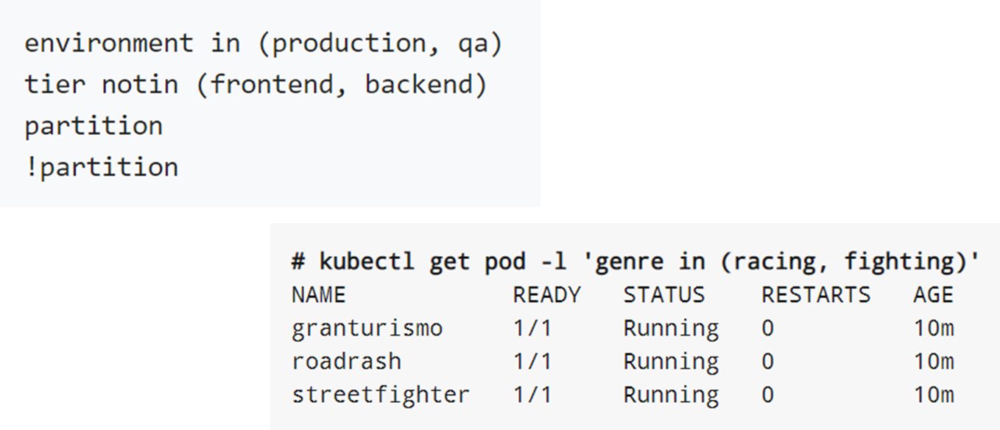 environment in (production, qa)
tier notin (frontend, backend)
partition
!partition
# kubectl get pod -l 'genre in (racing, fighting)'
NAME READY STATUS RESTARTS AGE
granturismo 1/1 Running 0 10m
roadrash 1/1 Running 0 10m
streetfighter 1/1 Running 0 10m